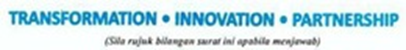 TRANSFORMATION • INNOVATION • PARTNERSHIP
(Sila rujuk bilangan surat ini apabila menjawab)